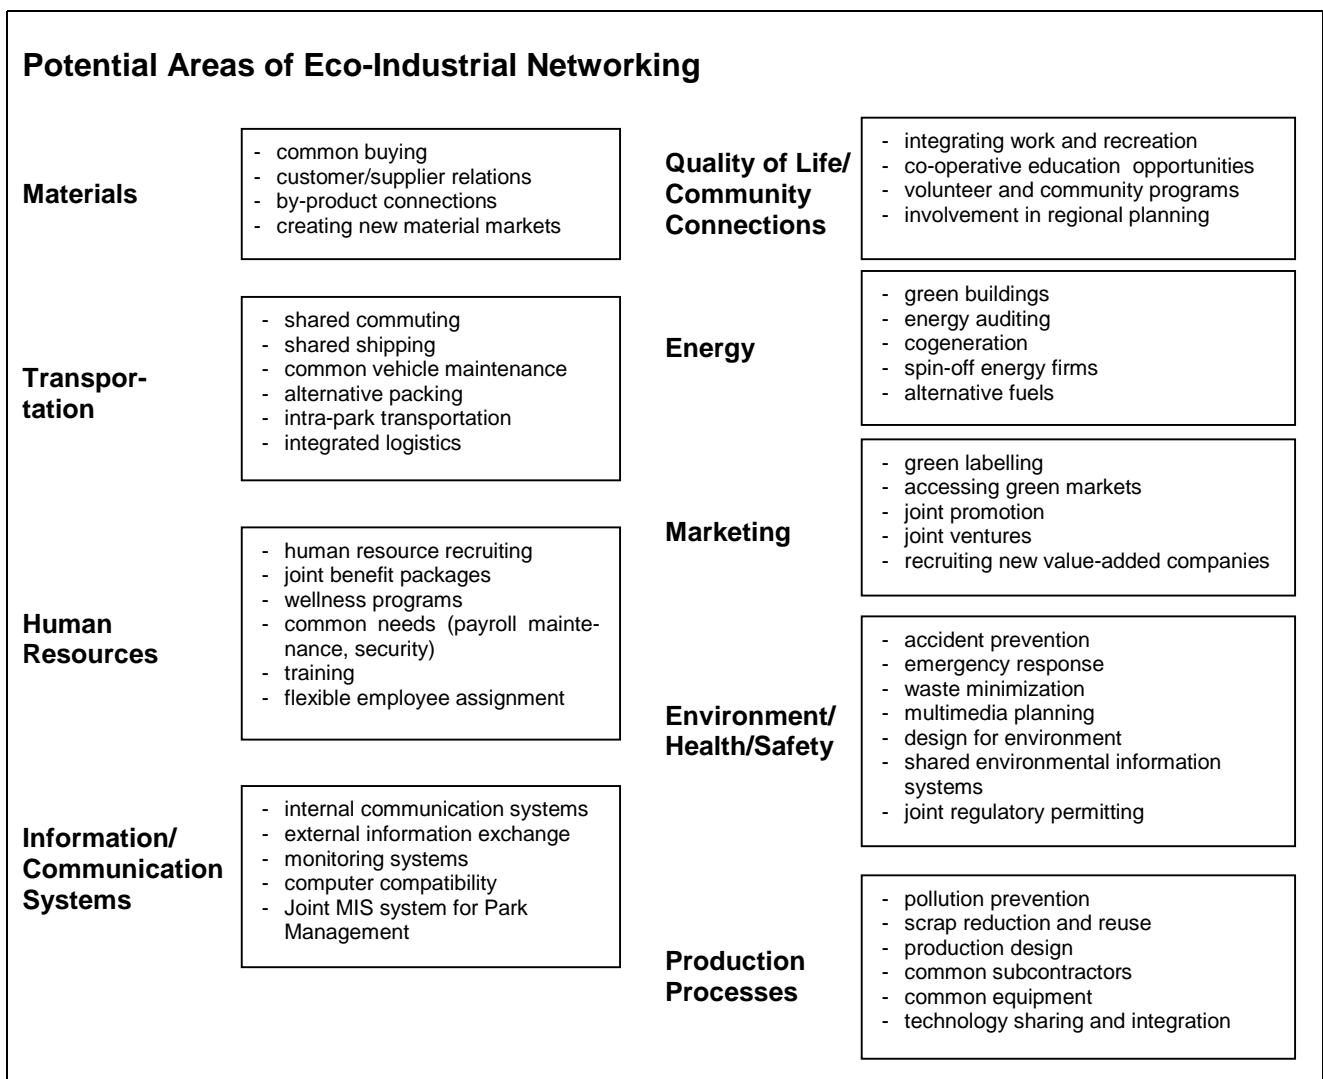 Potential Areas of Eco-Industrial Networking
Materials
- common buying
- customer/supplier relations
- by-product connections
- creating new material markets
Transpor-
tation
- shared commuting
- shared shipping
- common vehicle maintenance
- alternative packing
- intra-park transportation
- integrated logistics
Human
Resources
- human resource recruiting
- joint benefit packages
- wellness programs
- common needs (payroll mainte-
nance, security)
- training
- flexible employee assignment
Information/
Communication
Systems
- internal communication systems
- external information exchange
- monitoring systems
- computer compatibility
- Joint MIS system for Park
Management
Quality of Life/
Community
Connections
- integrating work and recreation
- co-operative education opportunities
- volunteer and community programs
- involvement in regional planning
Energy
- green buildings
- energy auditing
- cogeneration
- spin-off energy firms
- alternative fuels
Marketing
- green labelling
- accessing green markets
- joint promotion
- joint ventures
- recruiting new value-added companies
Environment/
Health/Safety
- accident prevention
- emergency response
- waste minimization
- multimedia planning
- design for environment
- shared environmental information
systems
- joint regulatory permitting
Production
Processes
- pollution prevention
- scrap reduction and reuse
- production design
- common subcontractors
- common equipment
- technology sharing and integration